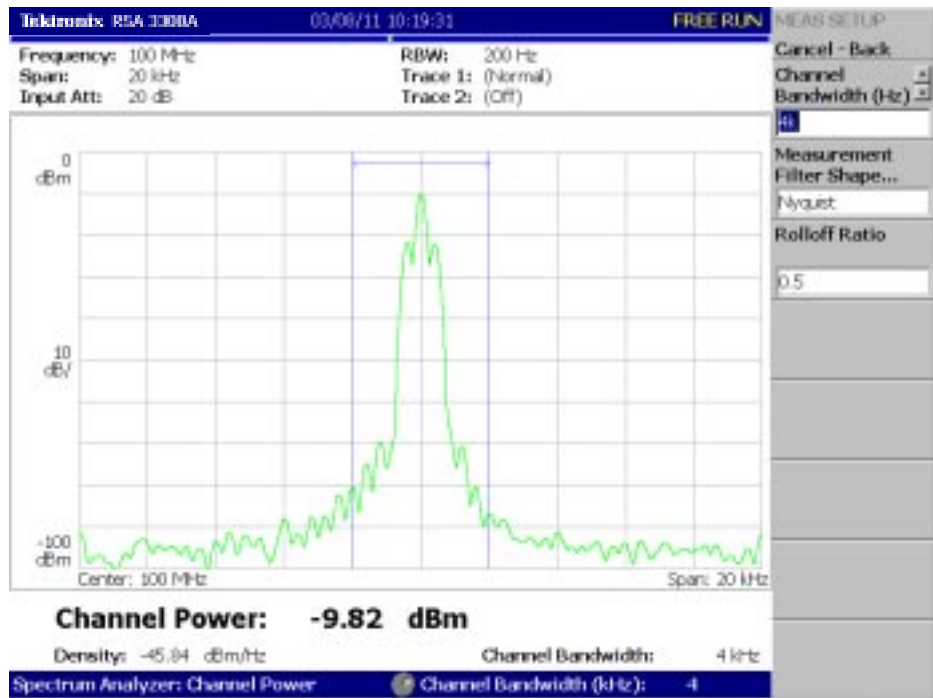 Tektronix RSA 3308A 03/08/11 10:19:31 FREE RUN
Frequency: 100 MHz
Span: 20 kHz
Input Att: 20 dB
RBW: 200 Hz
Trace 1: (Normal)
Trace 2: (Off)
0
dBm
10
dB/
-100
dBm
Center: 100 MHz Span: 20 kHz
Channel Power: -9.82 dBm
Density: -45.84 dBm/Hz Channel Bandwidth: 4 kHz
Spectrum Analyzer: Channel Power Channel Bandwidth (kHz): 4
MEAS SETUP
Cancel - Back
Channel
Bandwidth (Hz)
4k
Measurement
Filter Shape...
Nyquist
Rolloff Ratio
0.5